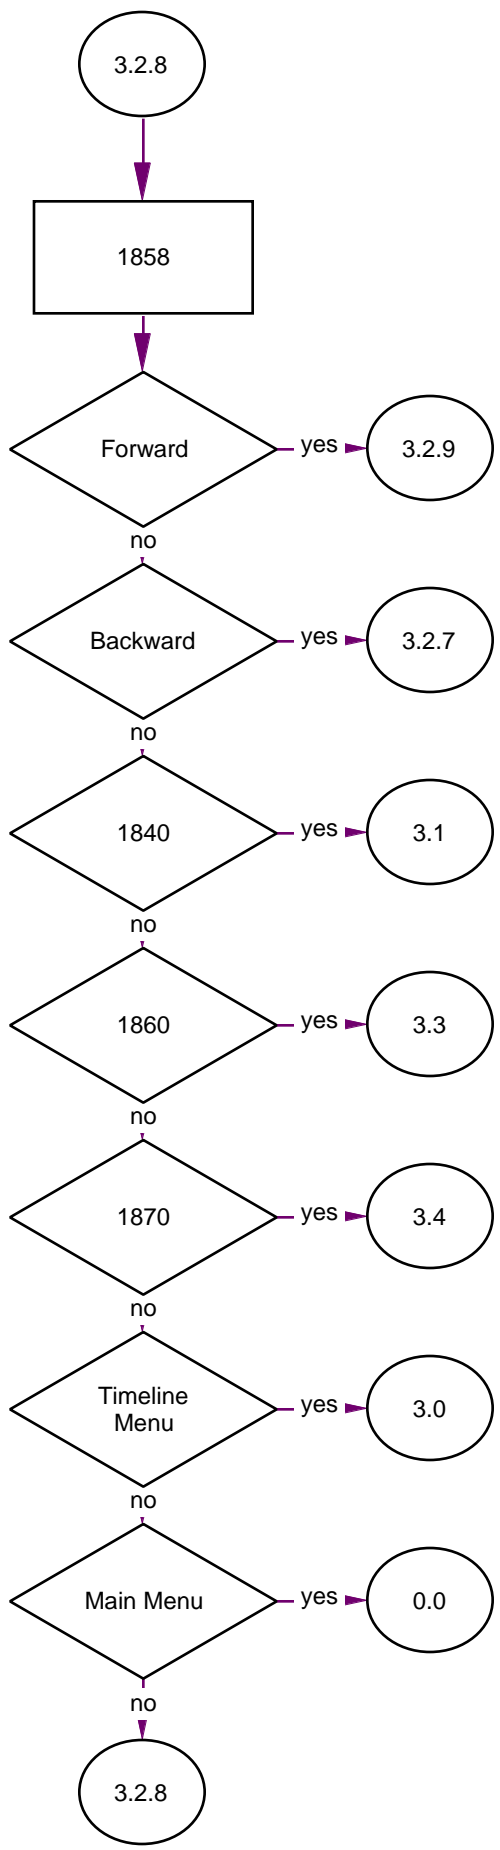 3.2.8
1858
Forward
yes
3.2.9
no
Backward
yes
3.2.7
no
1840
yes
3.1
no
1860
yes
3.3
no
1870
yes
3.4
no
Timeline
Menu
yes
3.0
no
Main Menu
yes
0.0
no
3.2.8